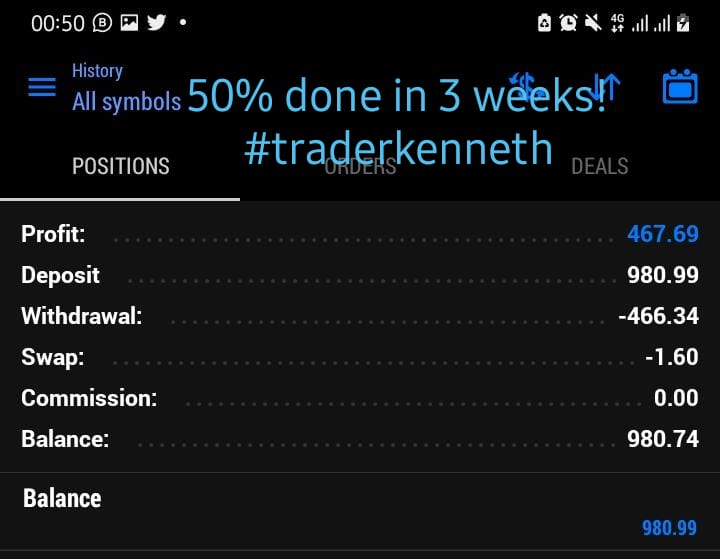 00:50
4G
History
All symbols
50% done in 3 weeks!
#traderkenneth
POSITIONS
ORDERS
DEALS
Profit: 467.69
Deposit 980.99
Withdrawal: -466.34
Swap: -1.60
Commission: 0.00
Balance: 980.74
Balance
980.99